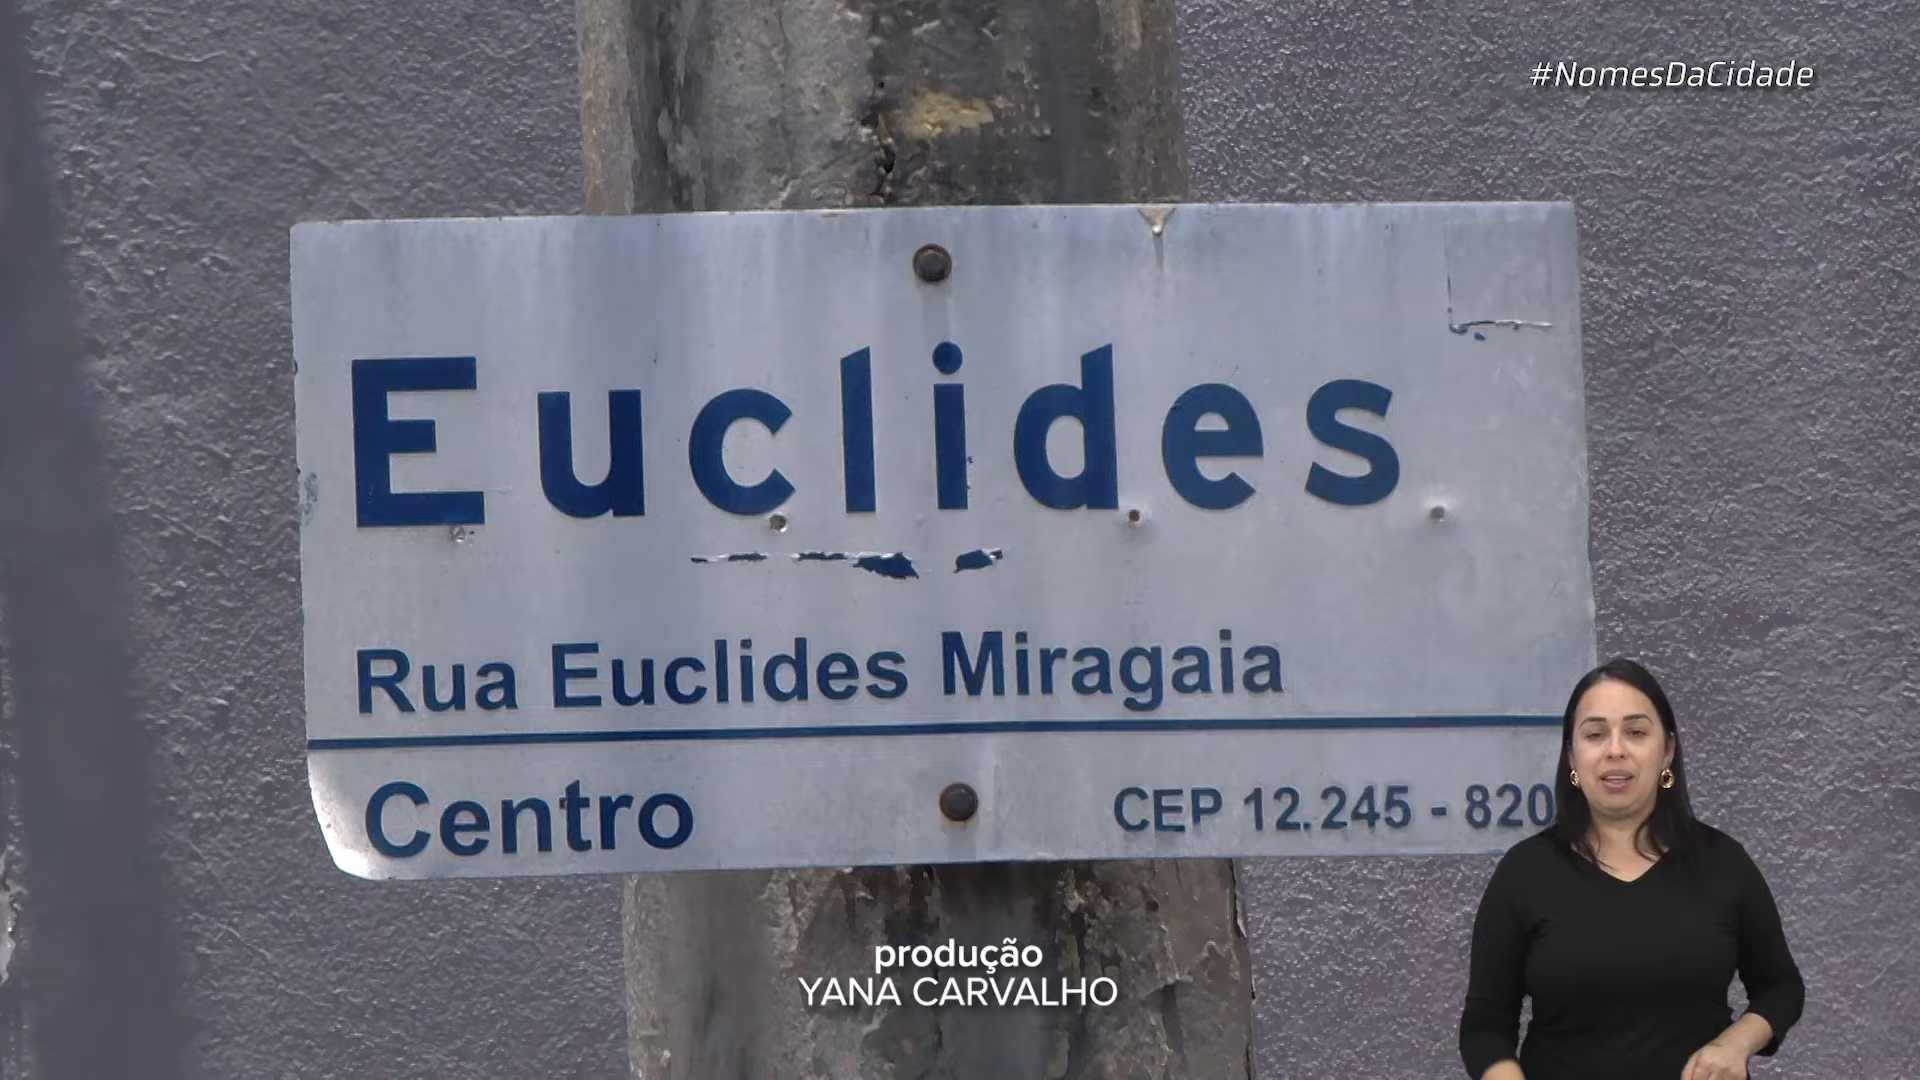 #NomesDaCidade
Euclides
Rua Euclides Miragaia
Centro
CEP 12.245 - 820
produção
YANA CARVALHO